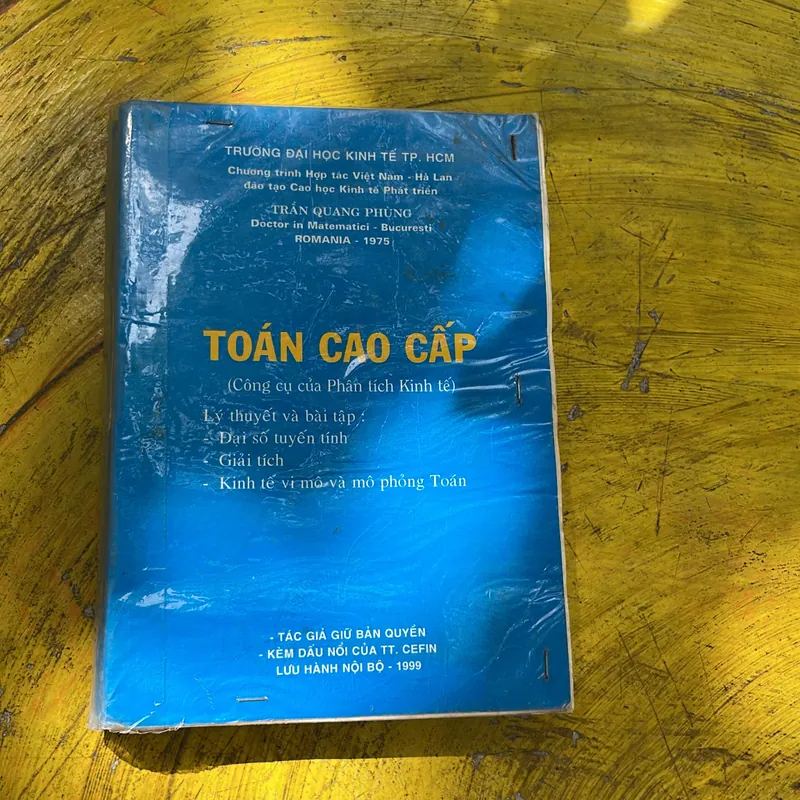 TRƯỜNG ĐẠI HỌC KINH TẾ TP. HCM
Chương trình Hợp tác Việt Nam - Hà Lan
đào tạo Cao học Kinh tế Phát triển
TRẦN QUANG PHÙNG
Doctor in Matematici - Bucuresti
ROMANIA - 1975
TOÁN CAO CẤP
(Công cụ của Phân tích Kinh tế)
Lý thuyết và bài tập :
- Đại số tuyến tính
- Giải tích
- Kinh tế vi mô và mô phỏng Toán
- TÁC GIẢ GIỮ BẢN QUYỀN
- KÈM DẤU NỔI CỦA TT. CEFIN
LƯU HÀNH NỘI BỘ - 1999